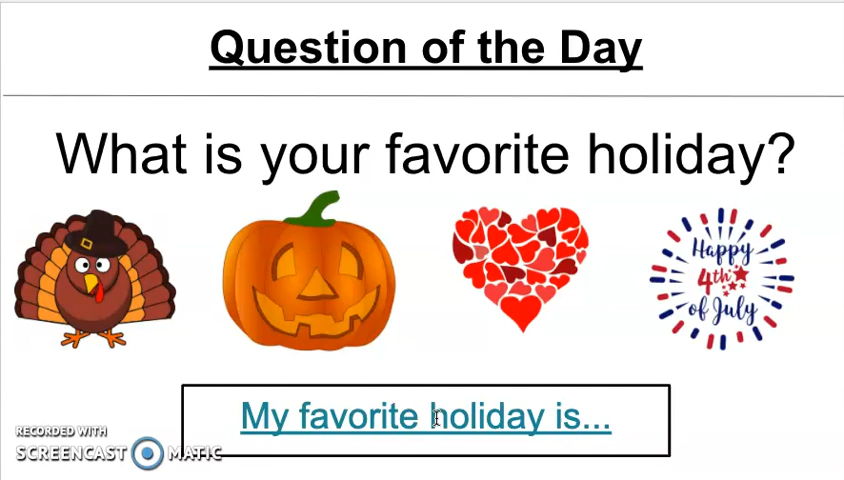 Question of the Day
What is your favorite holiday?
Happy
4th
of July
My favorite holiday is...
RECORDED WITH
SCREENCAST MATIC